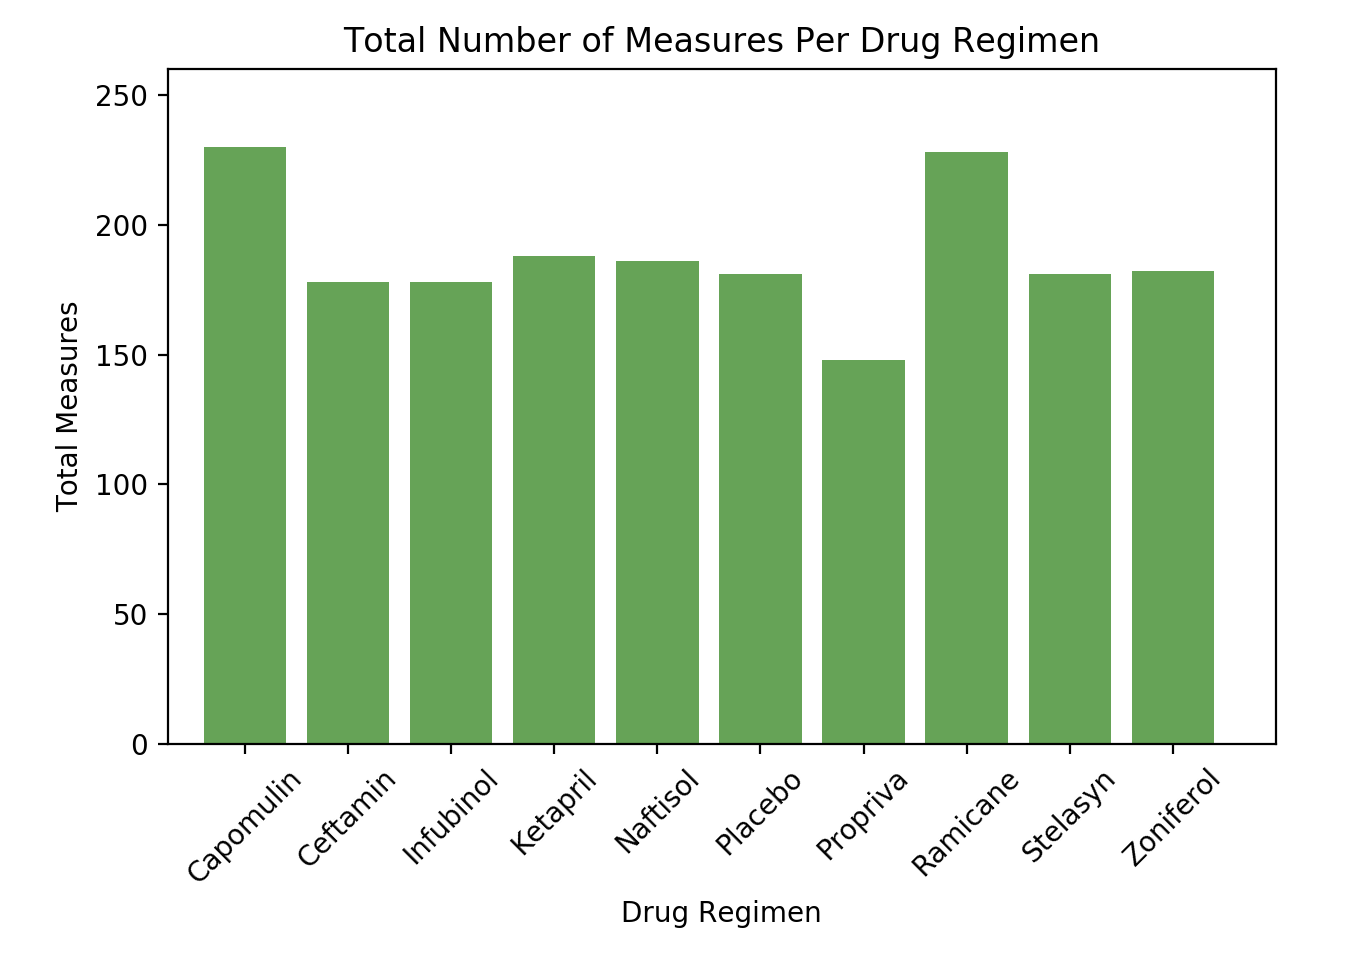 Total Number of Measures Per Drug Regimen
250
200
150
100
50
0
Total Measures
Capomulin
Ceftamin
Infubinol
Ketapril
Naftisol
Placebo
Propriva
Ramicane
Stelasyn
Zoniferol
Drug Regimen